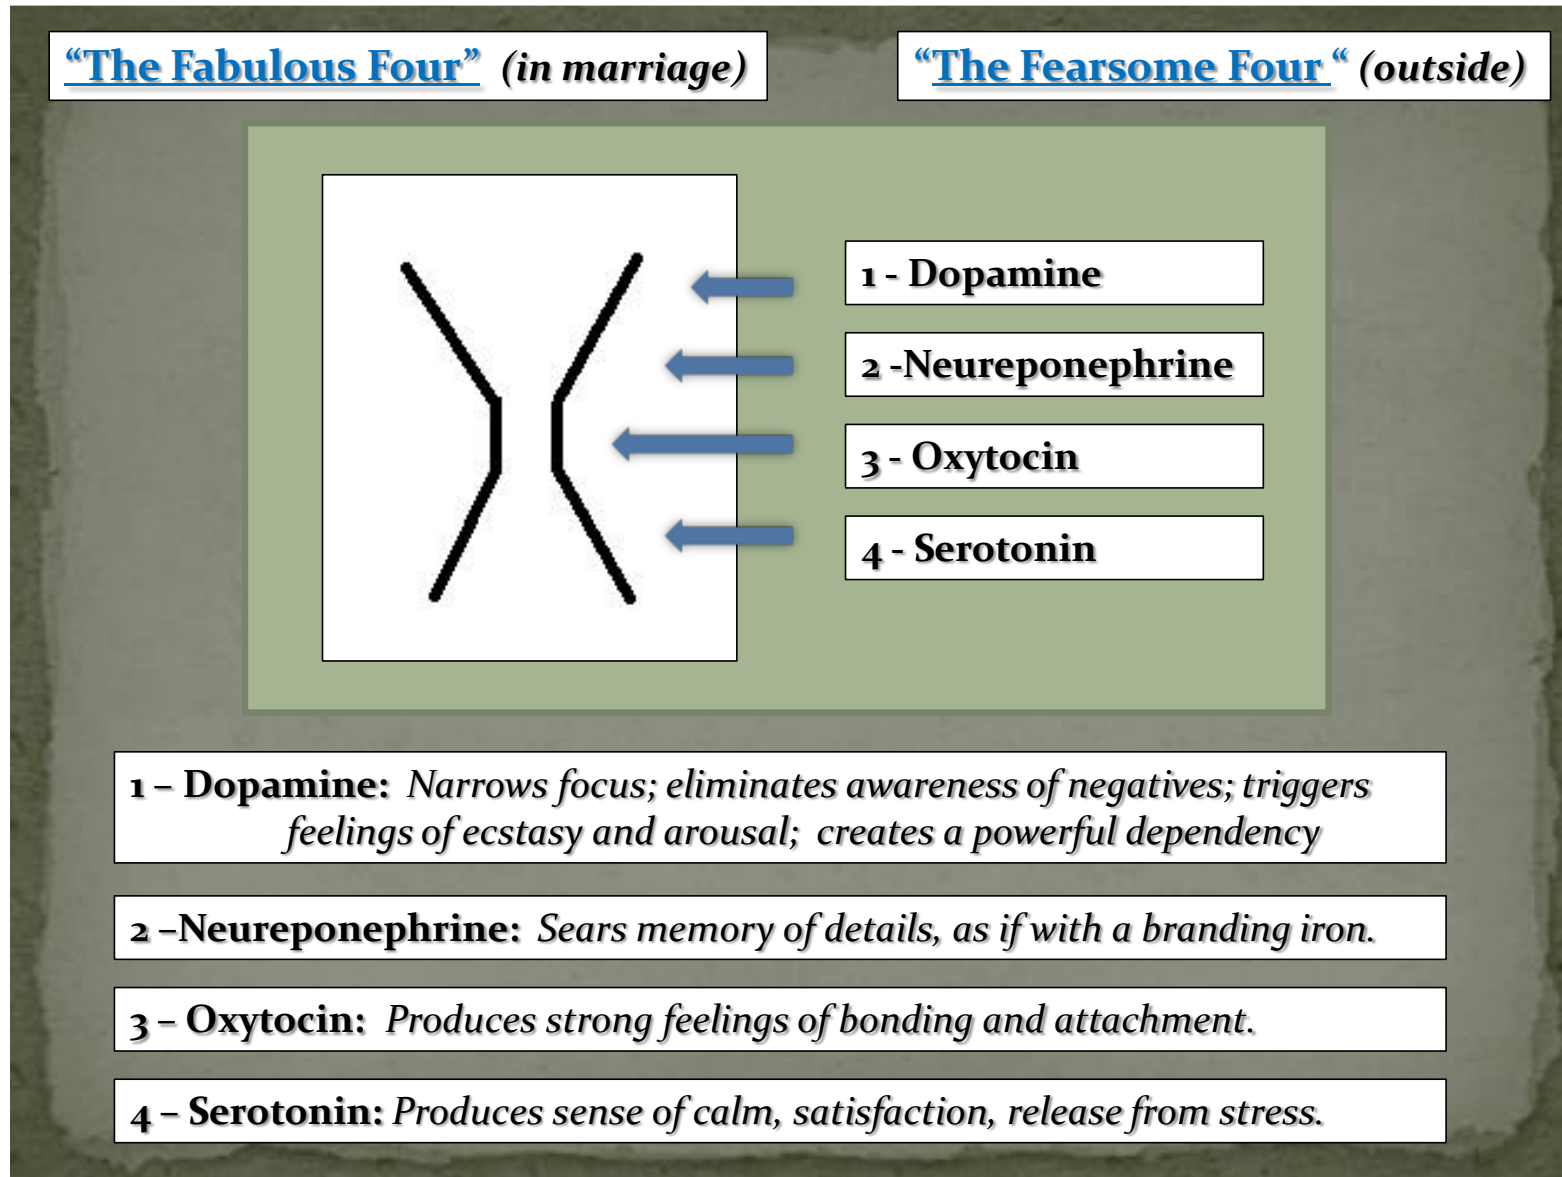 “The Fabulous Four” (in marriage)
“The Fearsome Four “ (outside)
1 - Dopamine
2 -Neureponephrine
3 - Oxytocin
4 - Serotonin
1 – Dopamine: Narrows focus; eliminates awareness of negatives; triggers
feelings of ecstasy and arousal; creates a powerful dependency
2 –Neureponephrine: Sears memory of details, as if with a branding iron.
3 – Oxytocin: Produces strong feelings of bonding and attachment.
4 – Serotonin: Produces sense of calm, satisfaction, release from stress.